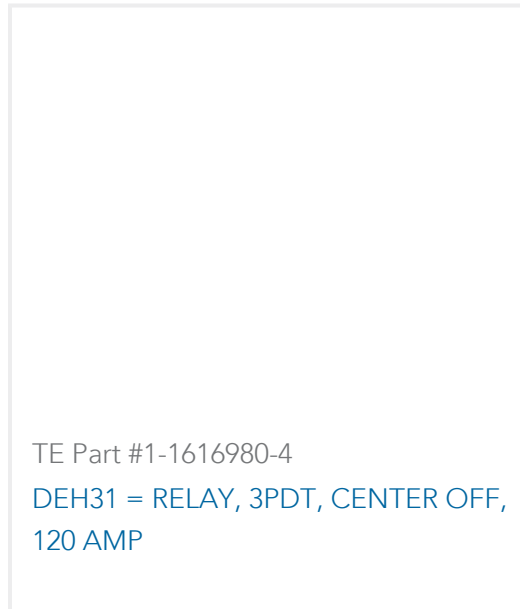 TE Part #1-1616980-4
DEH31 = RELAY, 3PDT, CENTER OFF,
120 AMP